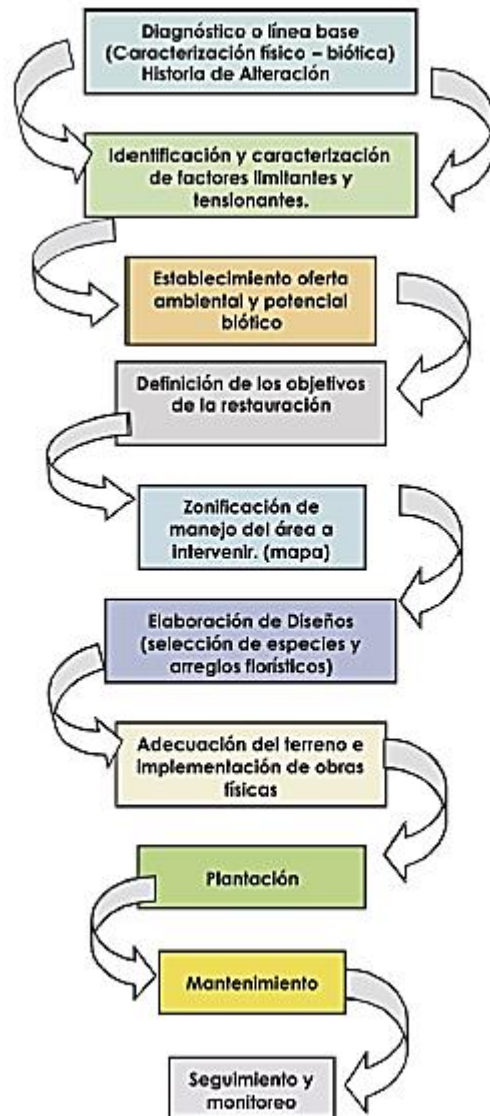 Diagnóstico o línea base
(Caracterización físico – biótica)
Historia de Alteración
Identificación y caracterización
de factores limitantes y
tensionantes.
Establecimiento oferta
ambiental y potencial
biótico
Definición de los objetivos
de la restauración
Zonificación de
manejo del área a
intervenir. (mapa)
Elaboración de Diseños
(selección de especies y
arreglos florísticos)
Adecuación del terreno e
implementación de obras
físicas
Plantación
Mantenimiento
Seguimiento y
monitoreo